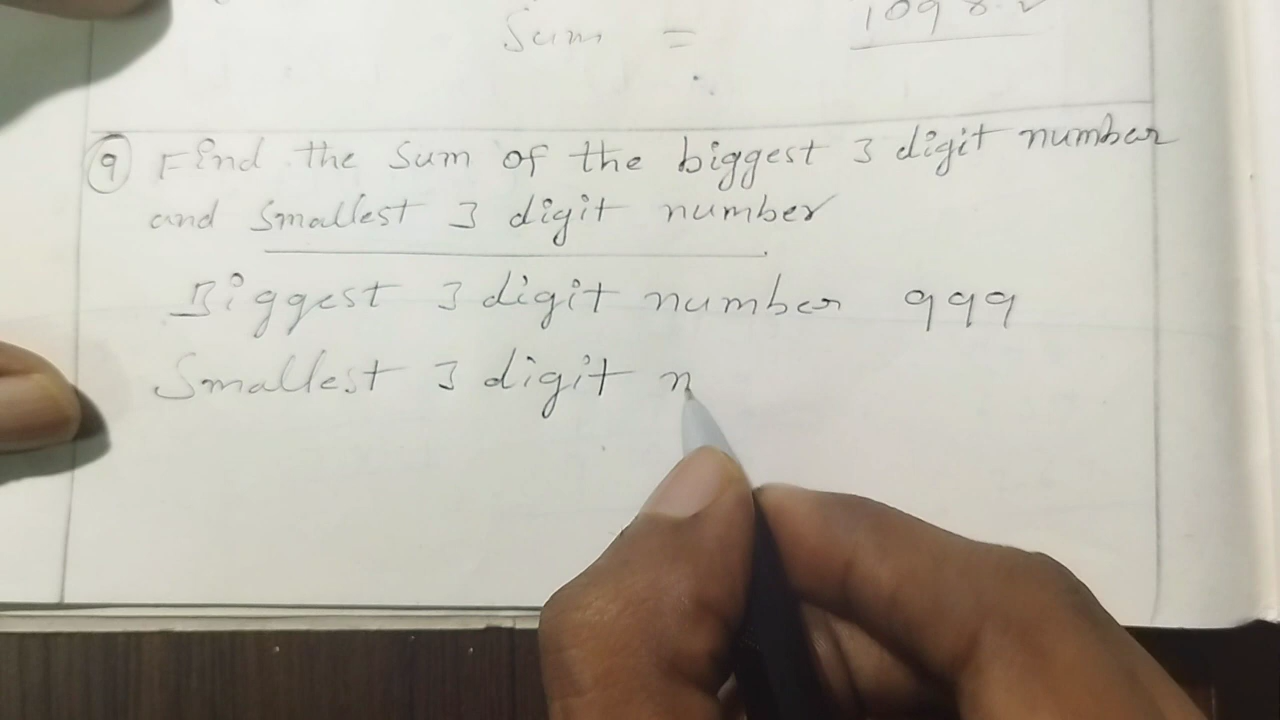 Sum =
9 Find the sum of the biggest 3 digit number
and smallest 3 digit number
Biggest 3 digit number 999
Smallest 3 digit n